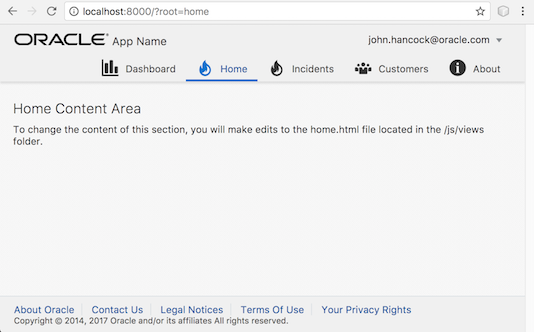 localhost:8000/?root=home
ORACLE® App Name
john.hancock@oracle.com
Dashboard Home Incidents Customers About
Home Content Area
To change the content of this section, you will make edits to the home.html file located in the /js/views
folder.
About Oracle Contact Us Legal Notices Terms Of Use Your Privacy Rights
Copyright © 2014, 2017 Oracle and/or its affiliates All rights reserved.